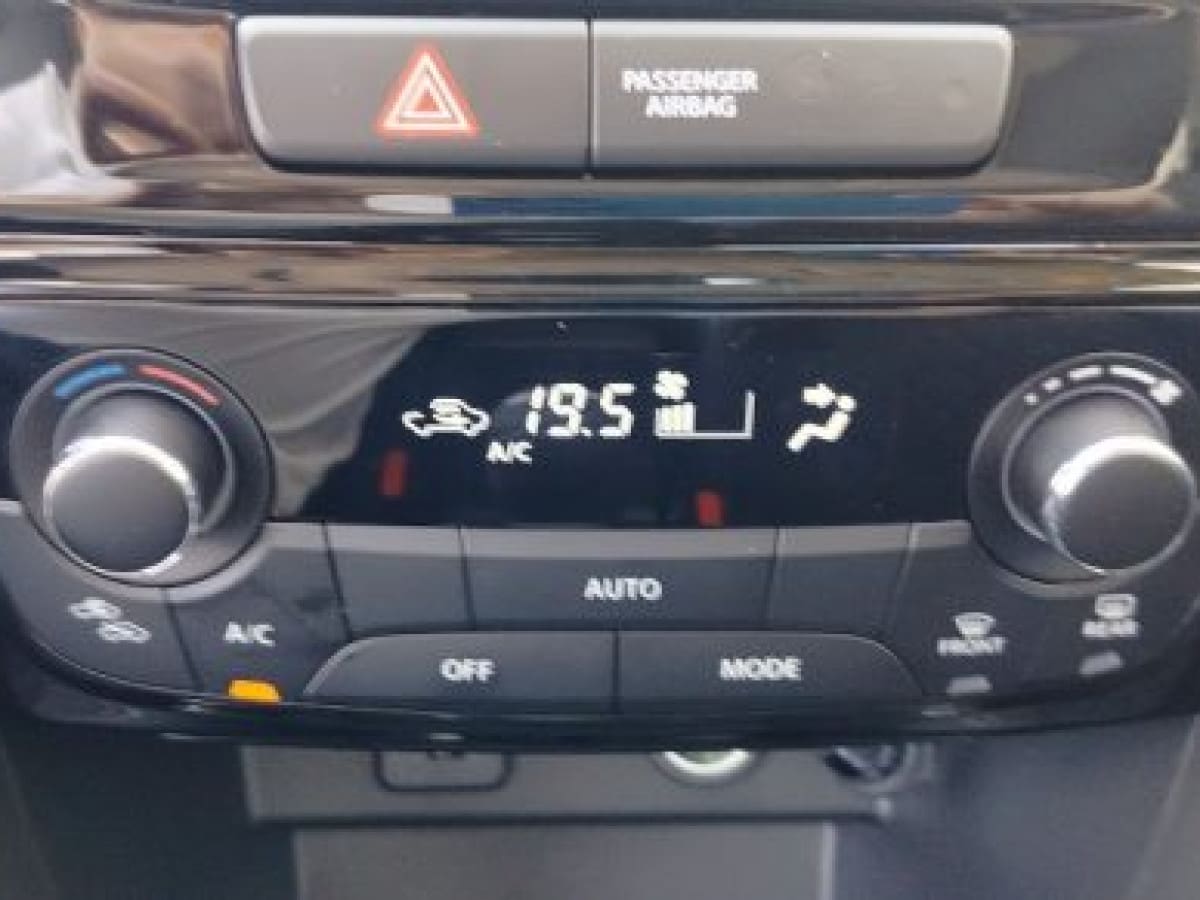 PASSENGER
AIRBAG
19.5
A/C
AUTO
A/C
OFF
MODE
FRONT
REAR